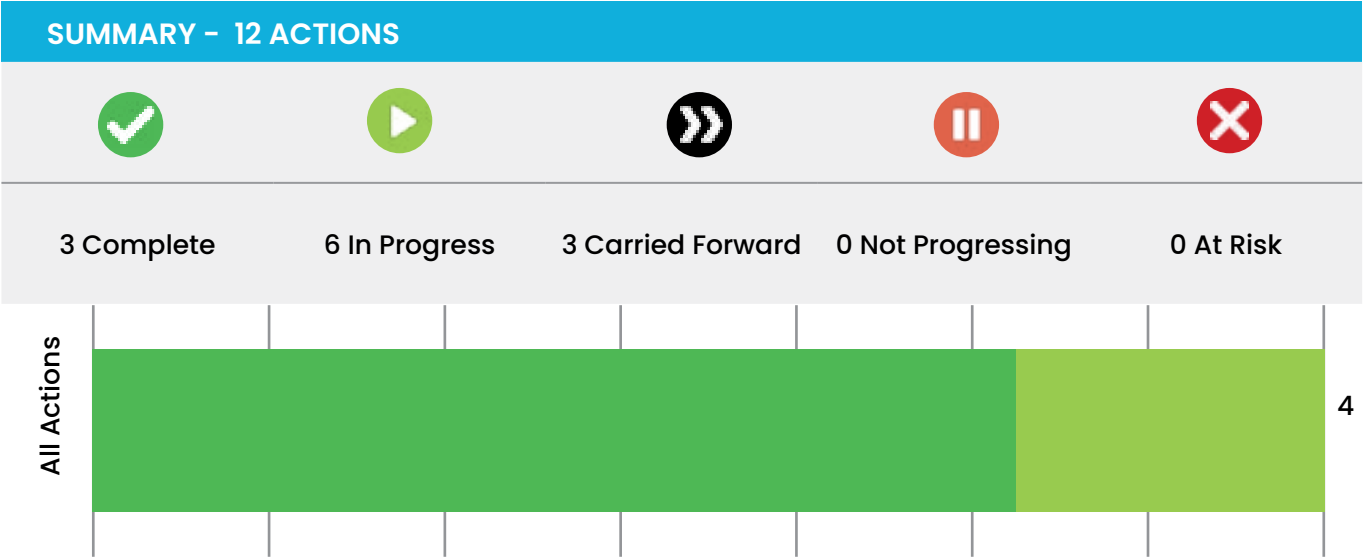 SUMMARY - 12 ACTIONS
3 Complete
6 In Progress
3 Carried Forward
0 Not Progressing
0 At Risk
All Actions
4